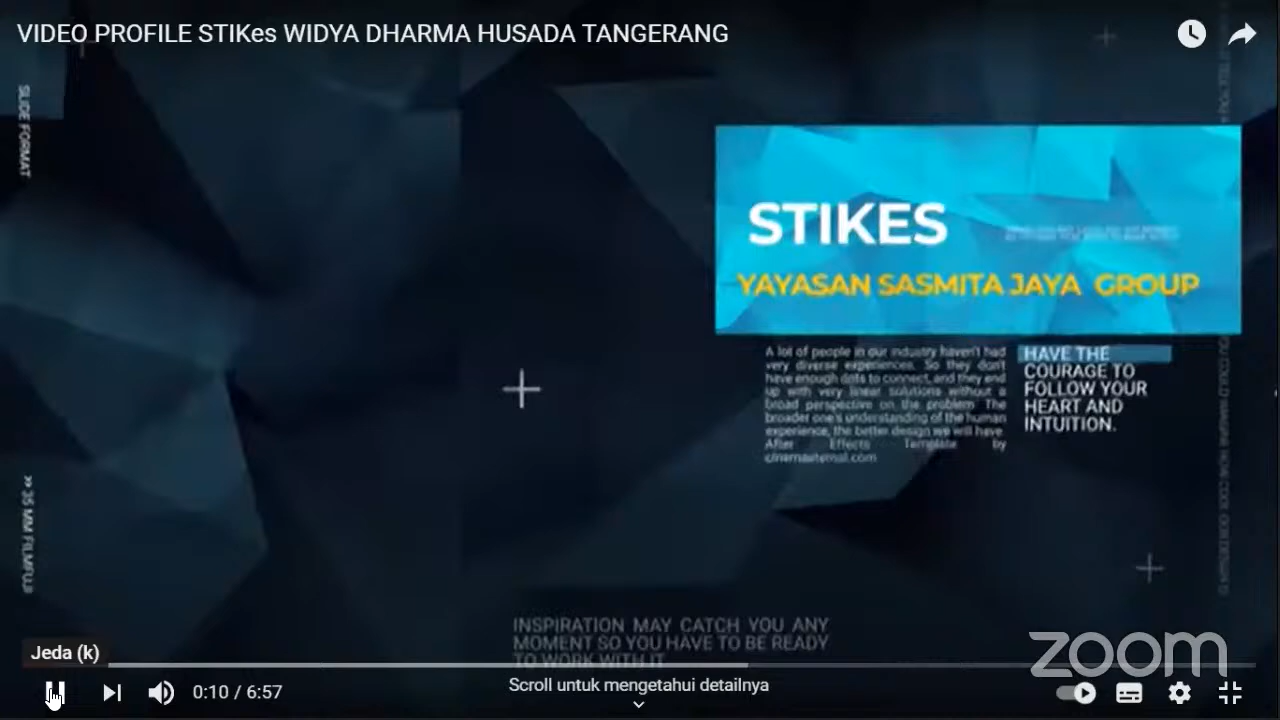 VIDEO PROFILE STIKes WIDYA DHARMA HUSADA TANGERANG
SLIDE FORMAT
STIKES
YAYASAN SASMITA JAYA GROUP
A lot of people in our industry haven't had
very diverse experiences. So they don't
have enough dots to connect, and they end
up with very linear solutions without a
broad perspective on the problem. The
broader one's understanding of the human
experience, the better design we will have.
After Effects Template by
HAVE THE
COURAGE TO
FOLLOW YOUR
HEART AND
INTUITION.
>> 35 MM FILM
INSPIRATION MAY CATCH YOU ANY
MOMENT SO YOU HAVE TO BE READY
TO WORK WITH IT
Jeda (k)
zoom
0:10 / 6:57
Scroll untuk mengetahui detailnya